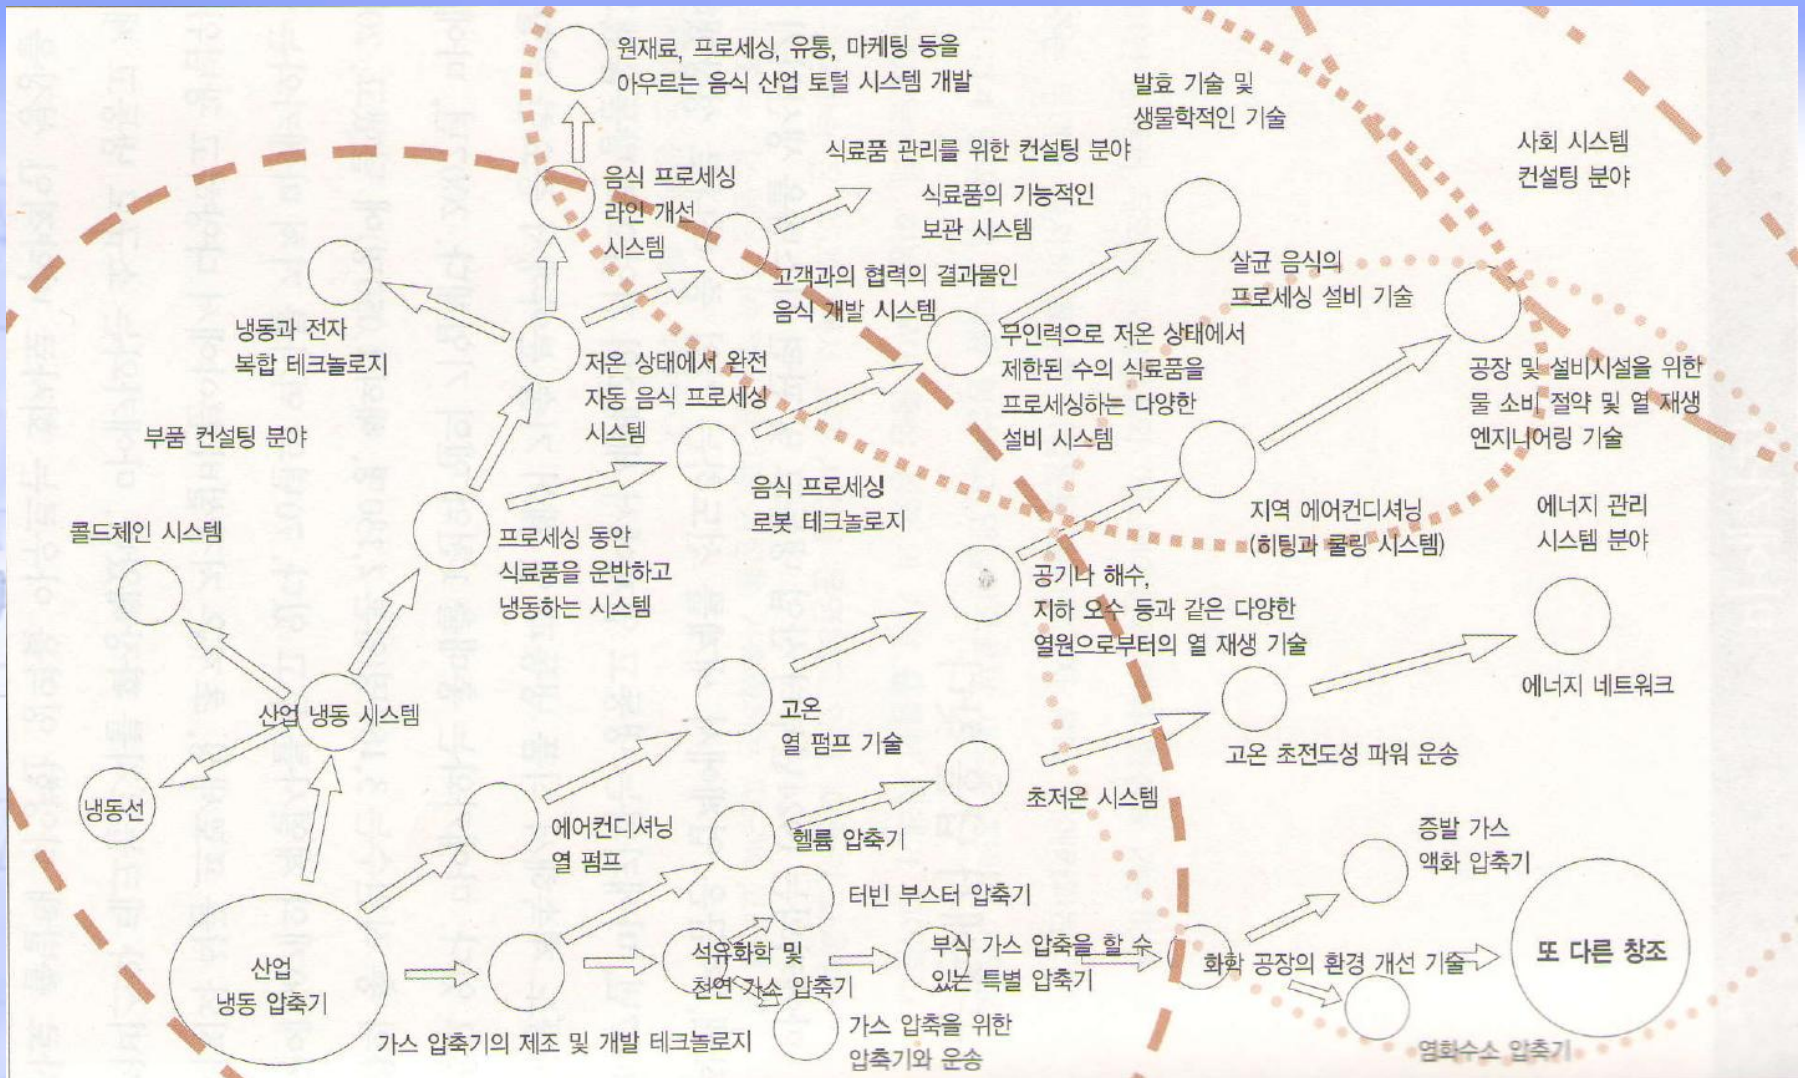 원재료, 프로세싱, 유통, 마케팅 등을
아우르는 음식 산업 토털 시스템 개발
발효 기술 및
생물학적인 기술
사회 시스템
컨설팅 분야
식료품 관리를 위한 컨설팅 분야
음식 프로세싱
라인 개선
시스템
식료품의 기능적인
보관 시스템
고객과의 협력의 결과물인
음식 개발 시스템
살균 음식의
프로세싱 설비 기술
냉동과 전자
복합 테크놀로지
저온 상태에서 완전
자동 음식 프로세싱
시스템
무인력으로 저온 상태에서
제한된 수의 식료품을
프로세싱하는 다양한
설비 시스템
공장 및 설비시설을 위한
물 소비 절약 및 열 재생
엔지니어링 기술
부품 컨설팅 분야
음식 프로세싱
로봇 테크놀로지
지역 에어컨디셔닝
(히팅과 쿨링 시스템)
에너지 관리
시스템 분야
콜드체인 시스템
프로세싱 동안
식료품을 운반하고
냉동하는 시스템
공기나 해수,
지하 오수 등과 같은 다양한
열원으로부터의 열 재생 기술
에너지 네트워크
산업 냉동 시스템
고온
열 펌프 기술
고온 초전도성 파워 운송
냉동선
에어컨디셔닝
열 펌프
헬륨 압축기
초저온 시스템
증발 가스
액화 압축기
터빈 부스터 압축기
산업
냉동 압축기
석유화학 및
천연 가스 압축기
부식 가스 압축을 할 수
있는 특별 압축기
화학 공장의 환경 개선 기술
또 다른 창조
가스 압축기의 제조 및 개발 테크놀로지
가스 압축을 위한
압축기와 운송
염화수소 압축기